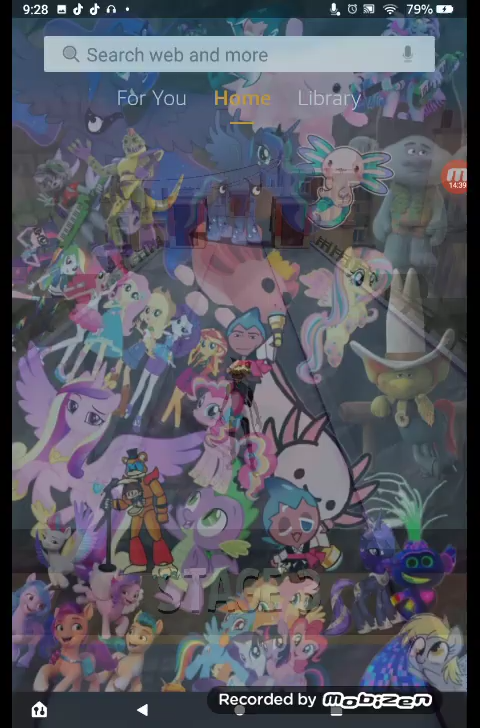 9:28
79%
Search web and more
For You Home Library
14:39
STAGE
Recorded by Mobizen